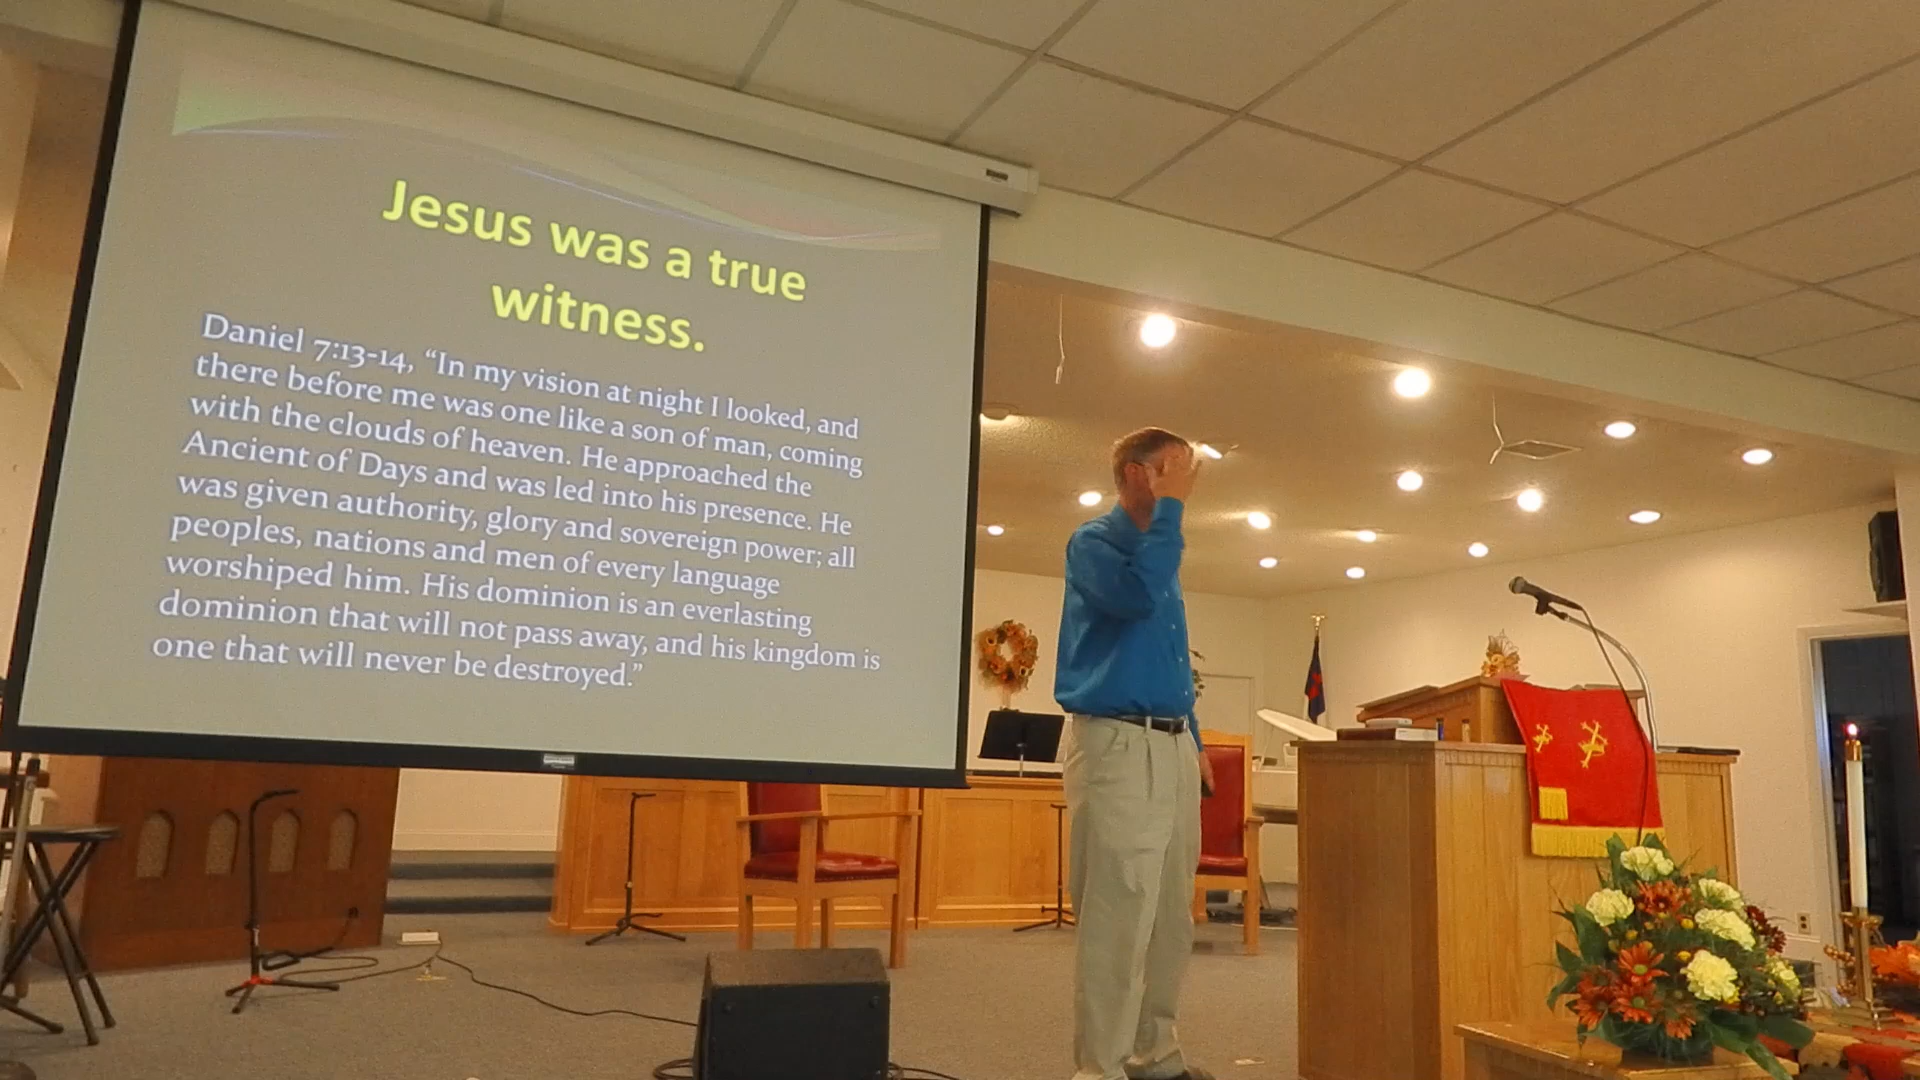 Jesus was a true
witness.
Daniel 7:13-14, “In my vision at night I looked, and
there before me was one like a son of man, coming
with the clouds of heaven. He approached the
Ancient of Days and was led into his presence. He
was given authority, glory and sovereign power; all
peoples, nations and men of every language
worshiped him. His dominion is an everlasting
dominion that will not pass away, and his kingdom is
one that will never be destroyed.”